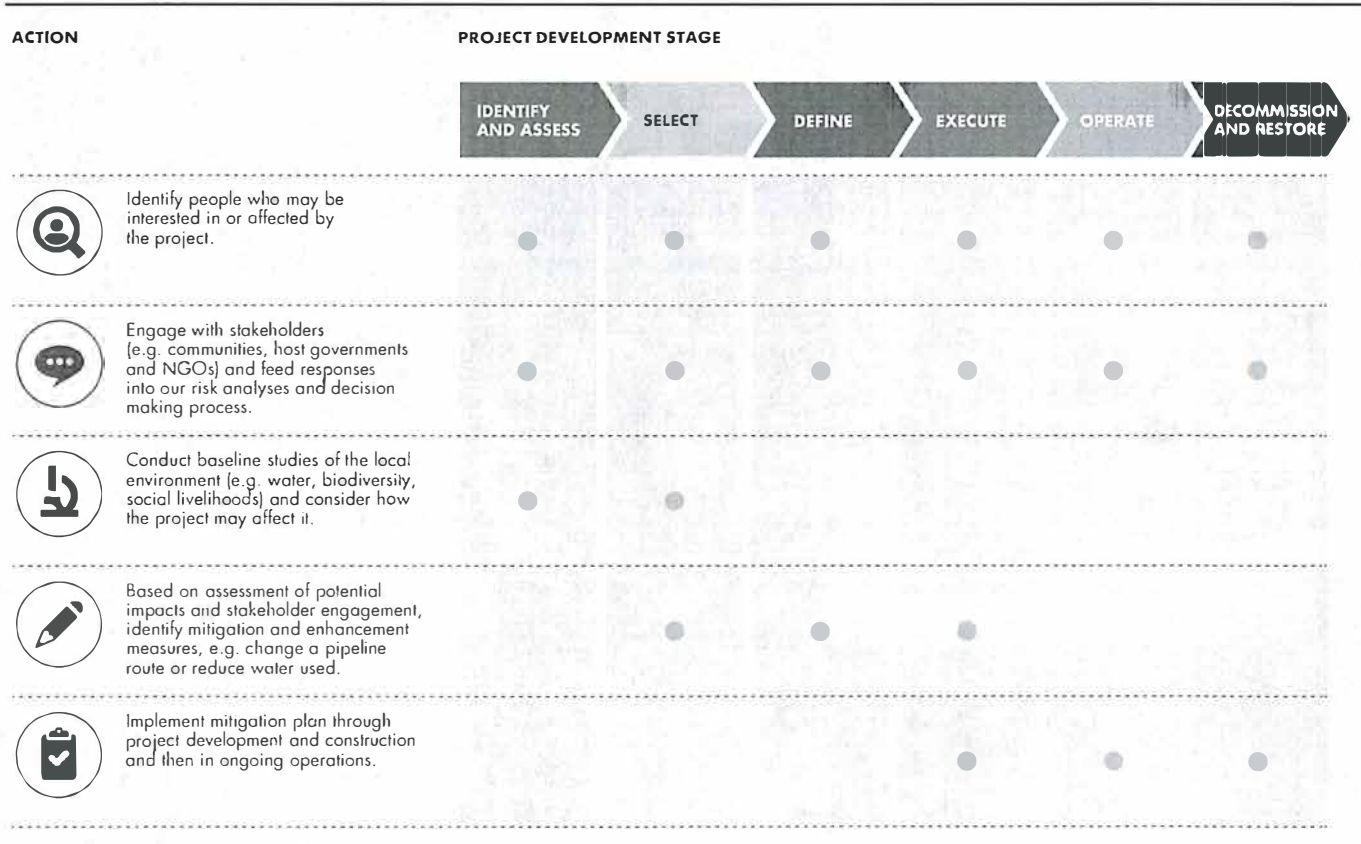 ACTION
PROJECT DEVELOPMENT STAGE
IDENTIFY
AND ASSESS
SELECT
DEFINE
EXECUTE
OPERATE
DECOMMISSION
AND RESTORE
Identify people who may be
interested in or affected by
the project.
Engage with stakeholders
(e.g. communities, host governments
and NGOs) and feed responses
into our risk analyses and decision
making process.
Conduct baseline studies of the local
environment (e.g. water, biodiversity,
social livelihoods) and consider how
the project may affect it.
Based on assessment of potential
impacts and stakeholder engagement,
identify mitigation and enhancement
measures, e.g. change a pipeline
route or reduce water used.
Implement mitigation plan through
project development and construction
and then in ongoing operations.